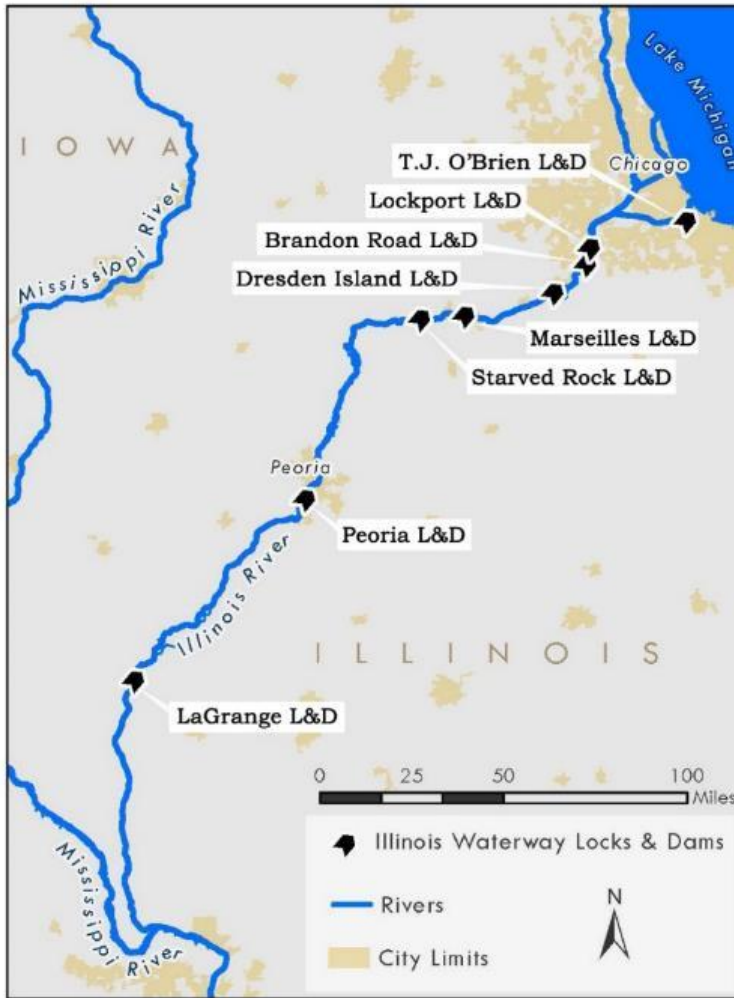 Lake Michigan
IOWA
Chicago
T.J. O'Brien L&D
Lockport L&D
Brandon Road L&D
Mississippi River
Dresden Island L&D
Marseilles L&D
Starved Rock L&D
Peoria
Peoria L&D
Illinois River
ILLINOIS
LaGrange L&D
0 25 50 100
Miles
Mississippi River
Illinois Waterway Locks & Dams
N
Rivers
City Limits